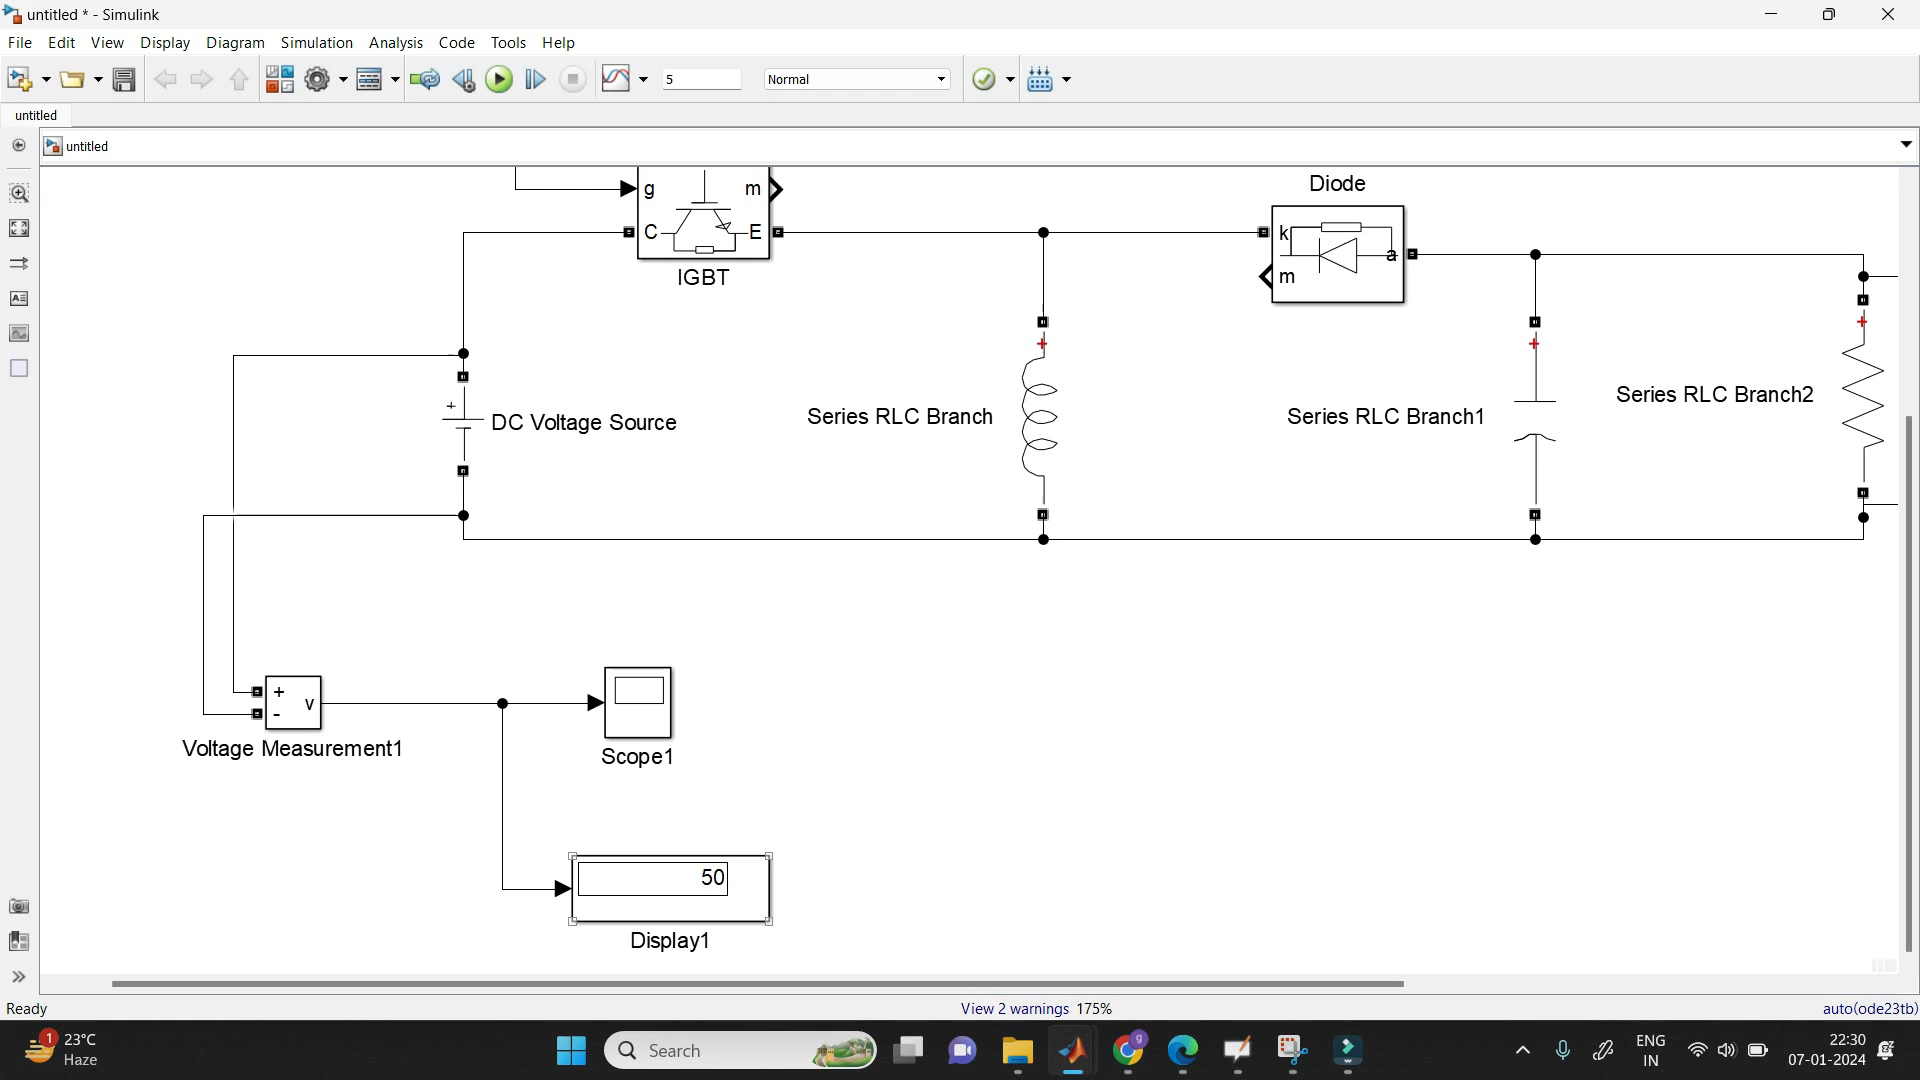 untitled * - Simulink
File Edit View Display Diagram Simulation Analysis Code Tools Help
5 Normal
untitled
untitled
Diode
g m
C E
k a
m
IGBT
+
+
+
+
DC Voltage Source
Series RLC Branch
Series RLC Branch1
Series RLC Branch2
+ v
-
Voltage Measurement1
Scope1
50
Display1
Ready View 2 warnings 175% auto(ode23tb)
1 23°C
Haze
Search
ENG
IN
22:30
07-01-2024